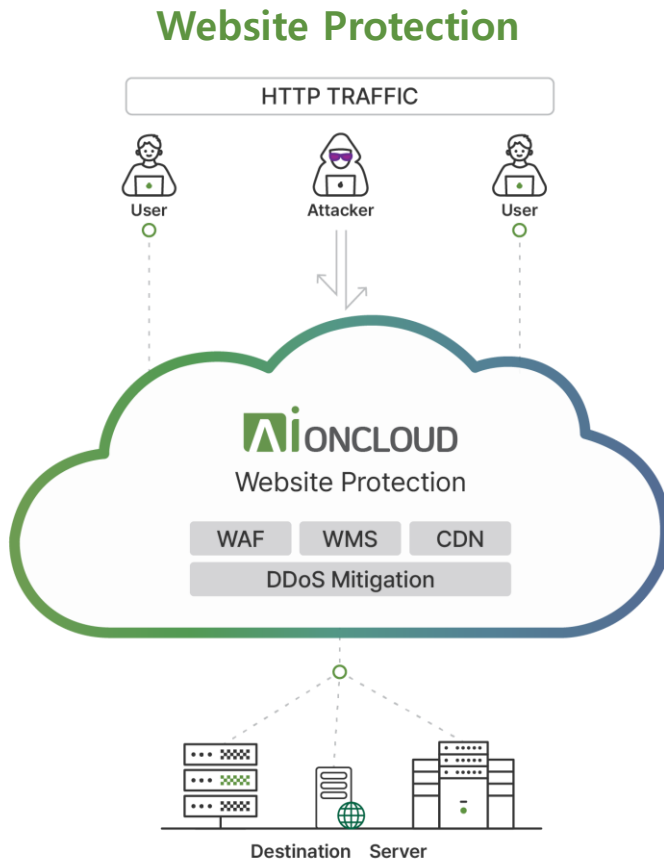 Website Protection
HTTP TRAFFIC
User
Attacker
User
AIONCLOUD
Website Protection
WAF
WMS
CDN
DDoS Mitigation
Destination Server